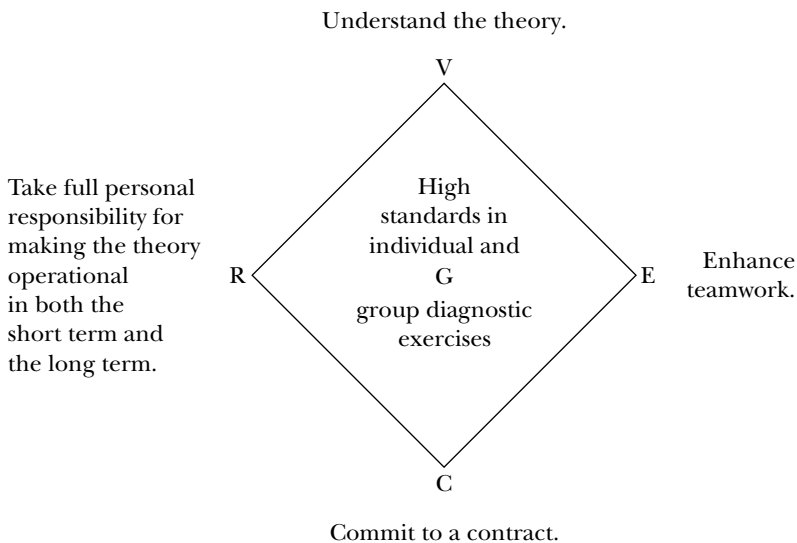 Understand the theory.
V
Take full personal
responsibility for
making the theory
operational
in both the
short term and
the long term.
R
High
standards in
individual and
G
group diagnostic
exercises
E
Enhance
teamwork.
C
Commit to a contract.